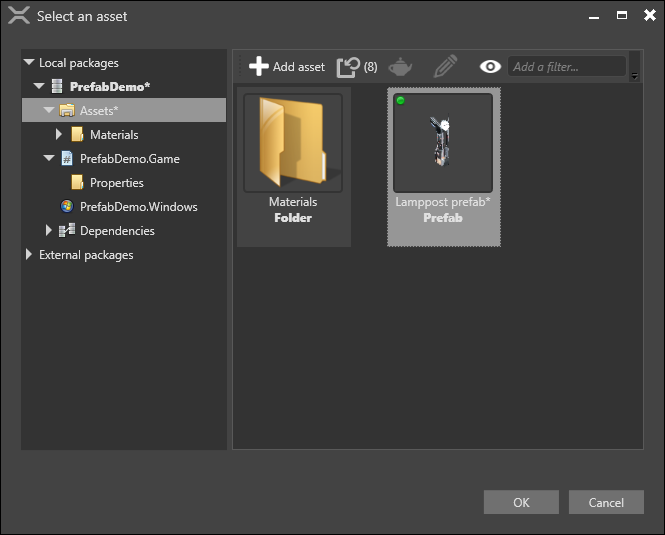 Select an asset
Local packages
PrefabDemo*
Assets*
Materials
PrefabDemo.Game
Properties
PrefabDemo.Windows
Dependencies
External packages
Add asset (8) Add a filter...
Materials
Folder
Lamppost prefab*
Prefab
OK Cancel